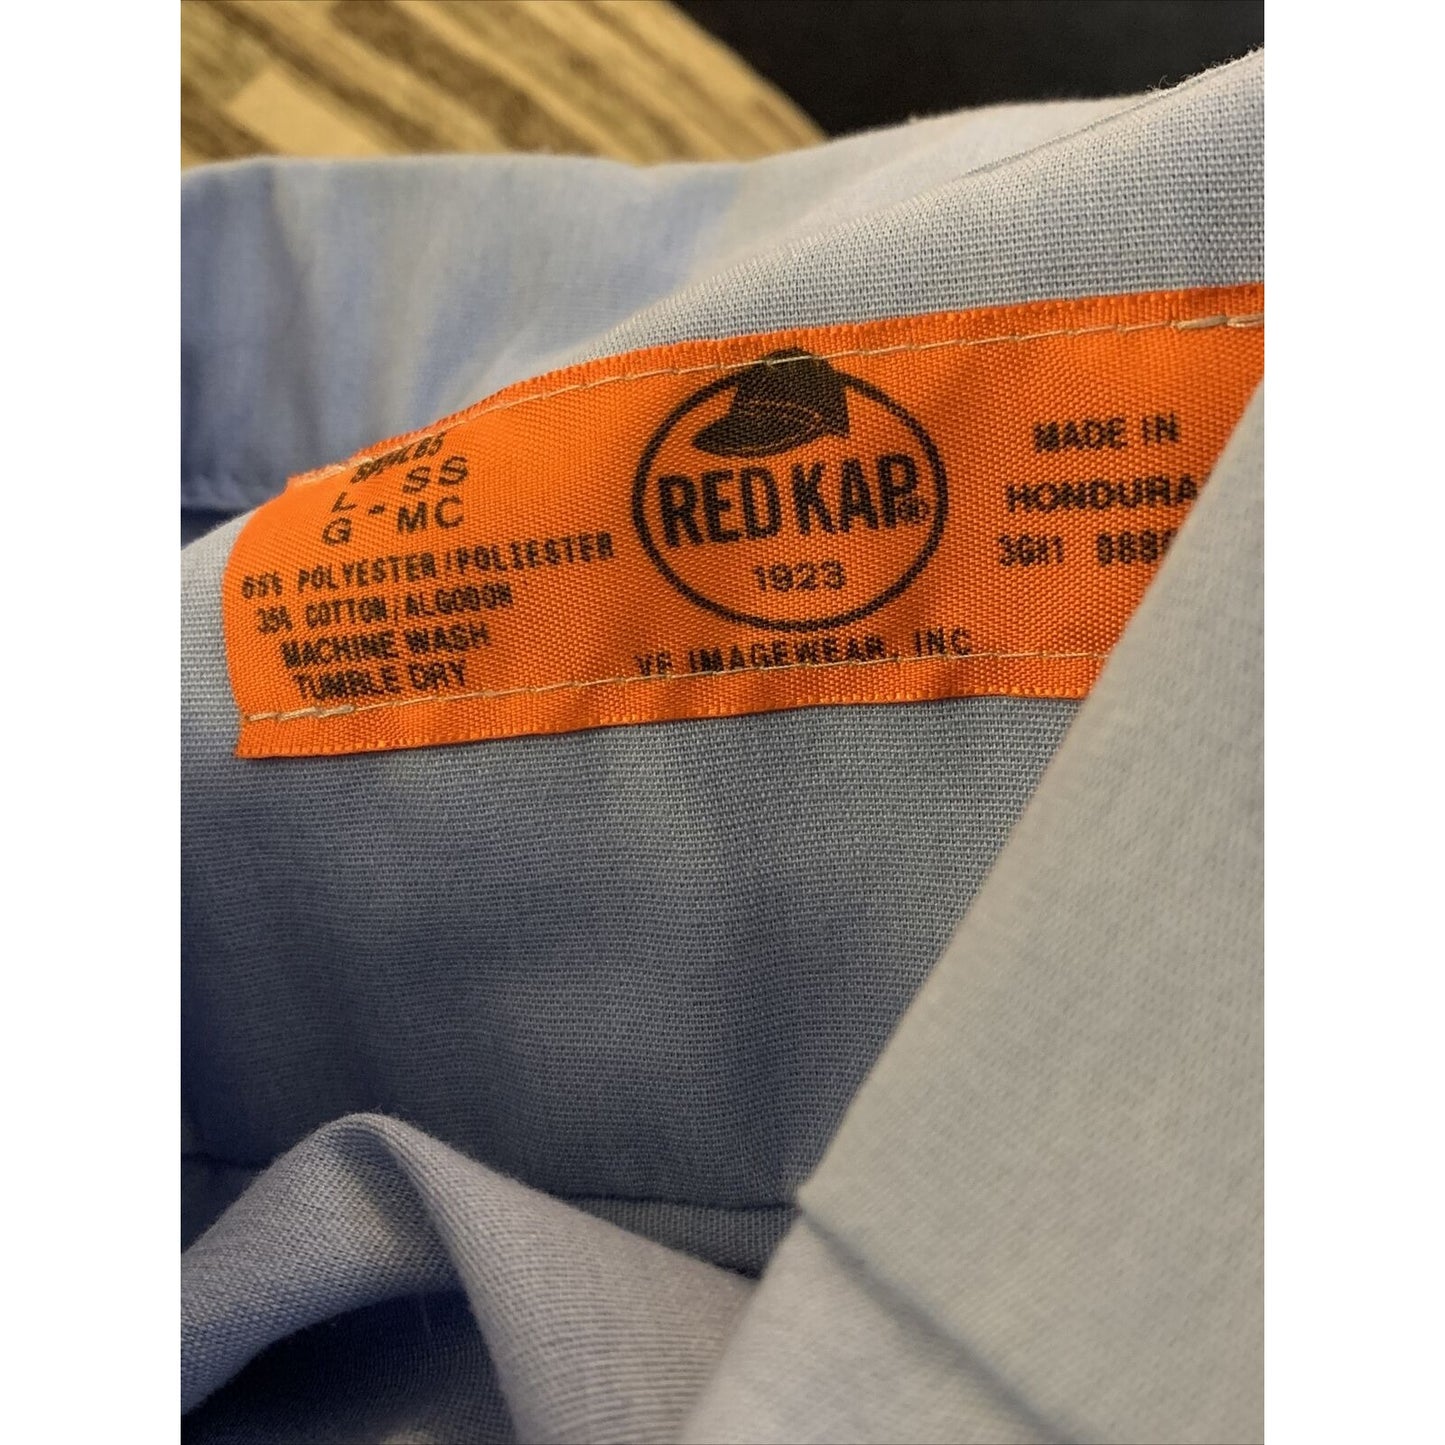 L - SS
G - MC
65% POLYESTER/POLIESTER
35% COTTON/ALGODON
MACHINE WASH
TUMBLE DRY
RED KAP
1923
VF IMAGEWEAR, INC
MADE IN
HONDURA